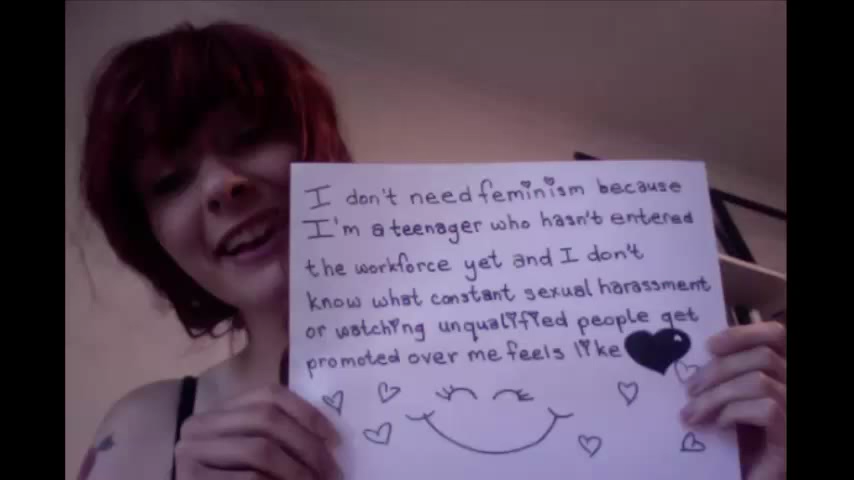 I don't need feminism because
I'm a teenager who hasn't entered
the workforce yet and I don't
know what constant sexual harassment
or watching unqualified people get
promoted over me feels like